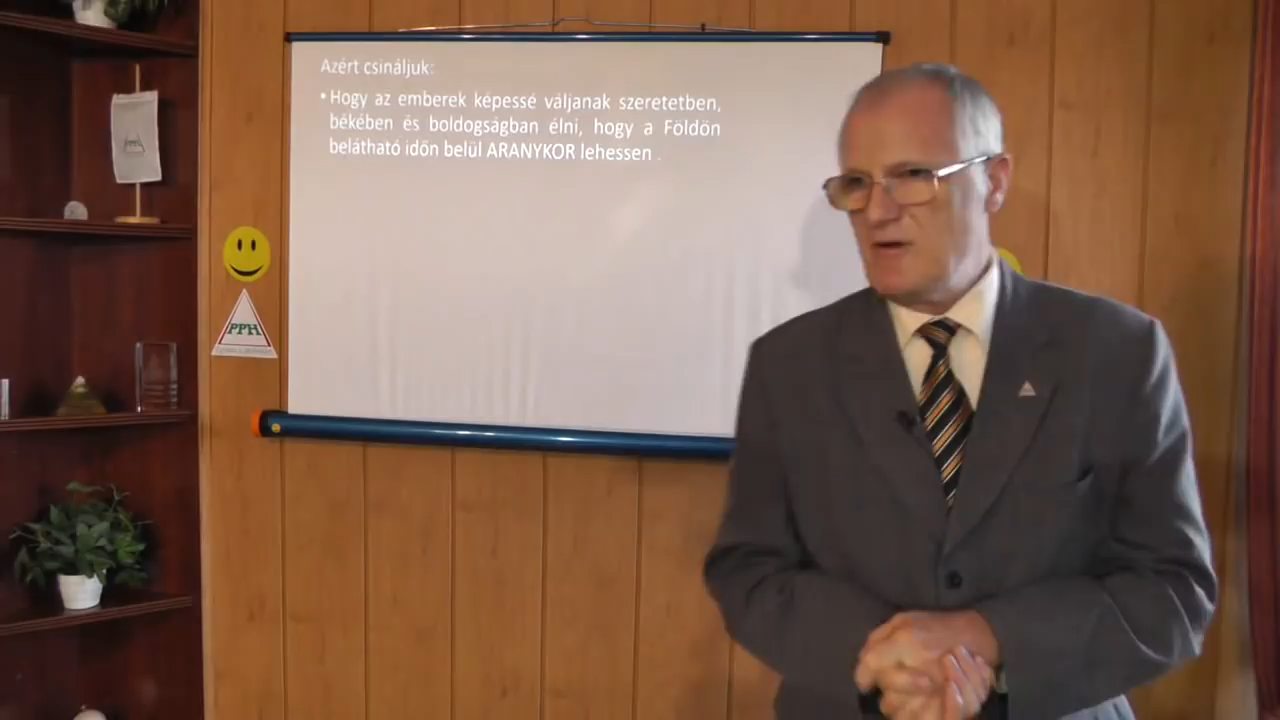 Azért csináljuk:
• Hogy az emberek képessé váljanak szeretetben,
békében és boldogságban élni, hogy a Földön
belátható időn belül ARANYKOR lehessen .
PPH